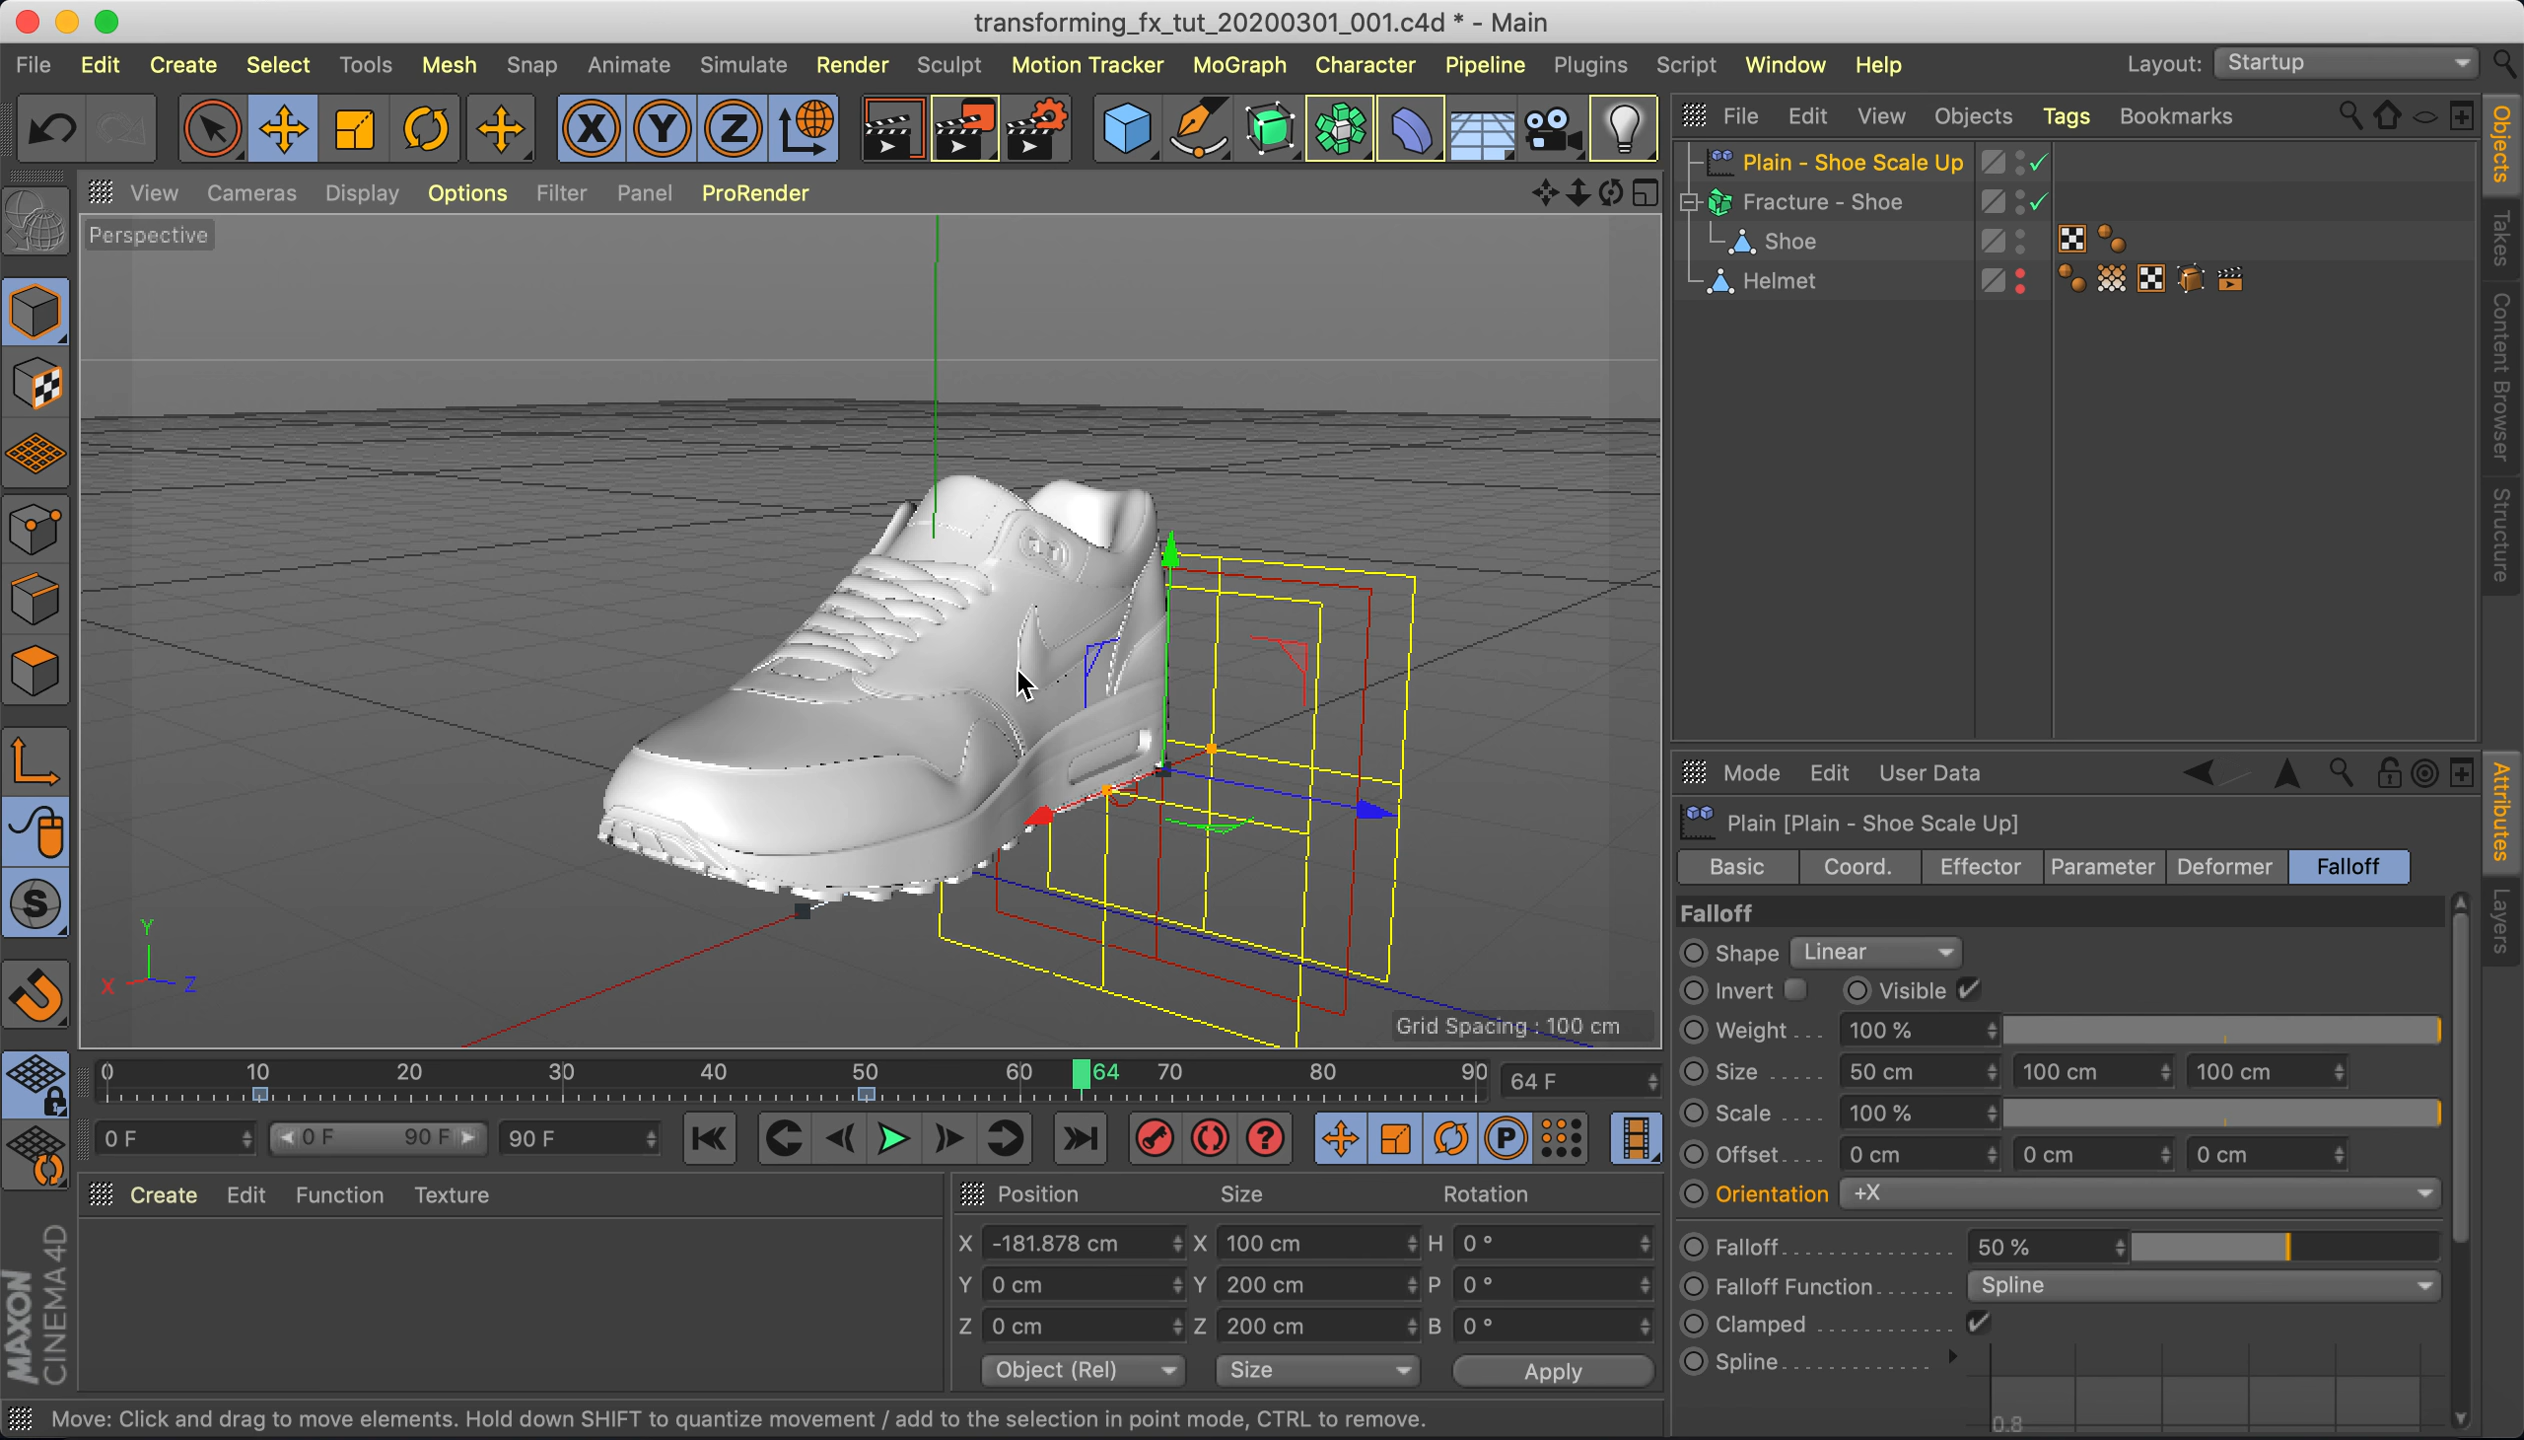 transforming_fx_tut_20200301_001.c4d * - Main
File Edit Create Select Tools Mesh Snap Animate Simulate Render Sculpt Motion Tracker MoGraph Character Pipeline Plugins Script Window Help Layout: Startup
X Y Z
File Edit View Objects Tags Bookmarks
Objects
Takes
Content Browser
Structure
Plain - Shoe Scale Up
Fracture - Shoe
Shoe
Helmet
View Cameras Display Options Filter Panel ProRender
Perspective
Y
X Z
Grid Spacing : 100 cm
S
0 10 20 30 40 50 60 64 70 80 90 64 F
0 F 0 F 90 F 90 F
? P
Create Edit Function Texture
MAXON
CINEMA 4D
Position Size Rotation
X -181.878 cm X 100 cm H 0 °
Y 0 cm Y 200 cm P 0 °
Z 0 cm Z 200 cm B 0 °
Object (Rel) Size Apply
Mode Edit User Data
Attributes
Layers
Plain [Plain - Shoe Scale Up]
Basic Coord. Effector Parameter Deformer Falloff
Falloff
Shape Linear
Invert Visible
Weight . . . 100 %
Size ..... 50 cm 100 cm 100 cm
Scale .... 100 %
Offset.... 0 cm 0 cm 0 cm
Orientation +X
Falloff.............. 50 %
Falloff Function....... Spline
Clamped ...........
Spline............
0.8
Move: Click and drag to move elements. Hold down SHIFT to quantize movement / add to the selection in point mode, CTRL to remove.